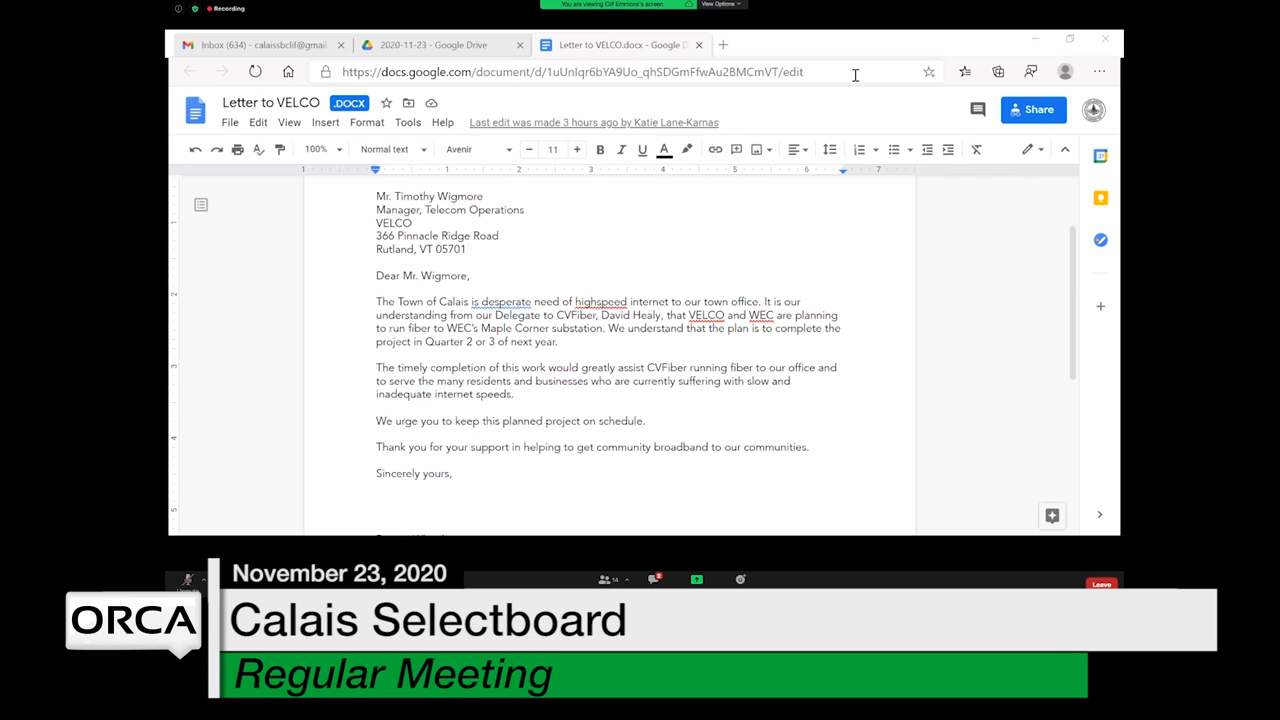 Recording
You are viewing Clif Emmons's screen
View Options
Inbox (634) - calaissbclif@gmail
2020-11-23 - Google Drive
Letter to VELCO.docx - Google D
https://docs.google.com/document/d/1uUnIqr6bYA9Uo_qhSDGmFfwAu2BMCmVT/edit
Letter to VELCO .DOCX
Share
File Edit View Insert Format Tools Help Last edit was made 3 hours ago by Katie Lane-Karnas
100% Normal text Avenir 11 B I U A
1 1 2 3 4 5 6 7
Mr. Timothy Wigmore
Manager, Telecom Operations
VELCO
366 Pinnacle Ridge Road
Rutland, VT 05701
Dear Mr. Wigmore,
The Town of Calais is desperate need of highspeed internet to our town office. It is our
understanding from our Delegate to CVFiber, David Healy, that VELCO and WEC are planning
to run fiber to WEC's Maple Corner substation. We understand that the plan is to complete the
project in Quarter 2 or 3 of next year.
The timely completion of this work would greatly assist CVFiber running fiber to our office and
to serve the many residents and businesses who are currently suffering with slow and
inadequate internet speeds.
We urge you to keep this planned project on schedule.
Thank you for your support in helping to get community broadband to our communities.
Sincerely yours,
14
Leave
November 23, 2020
ORCA
Calais Selectboard
Regular Meeting